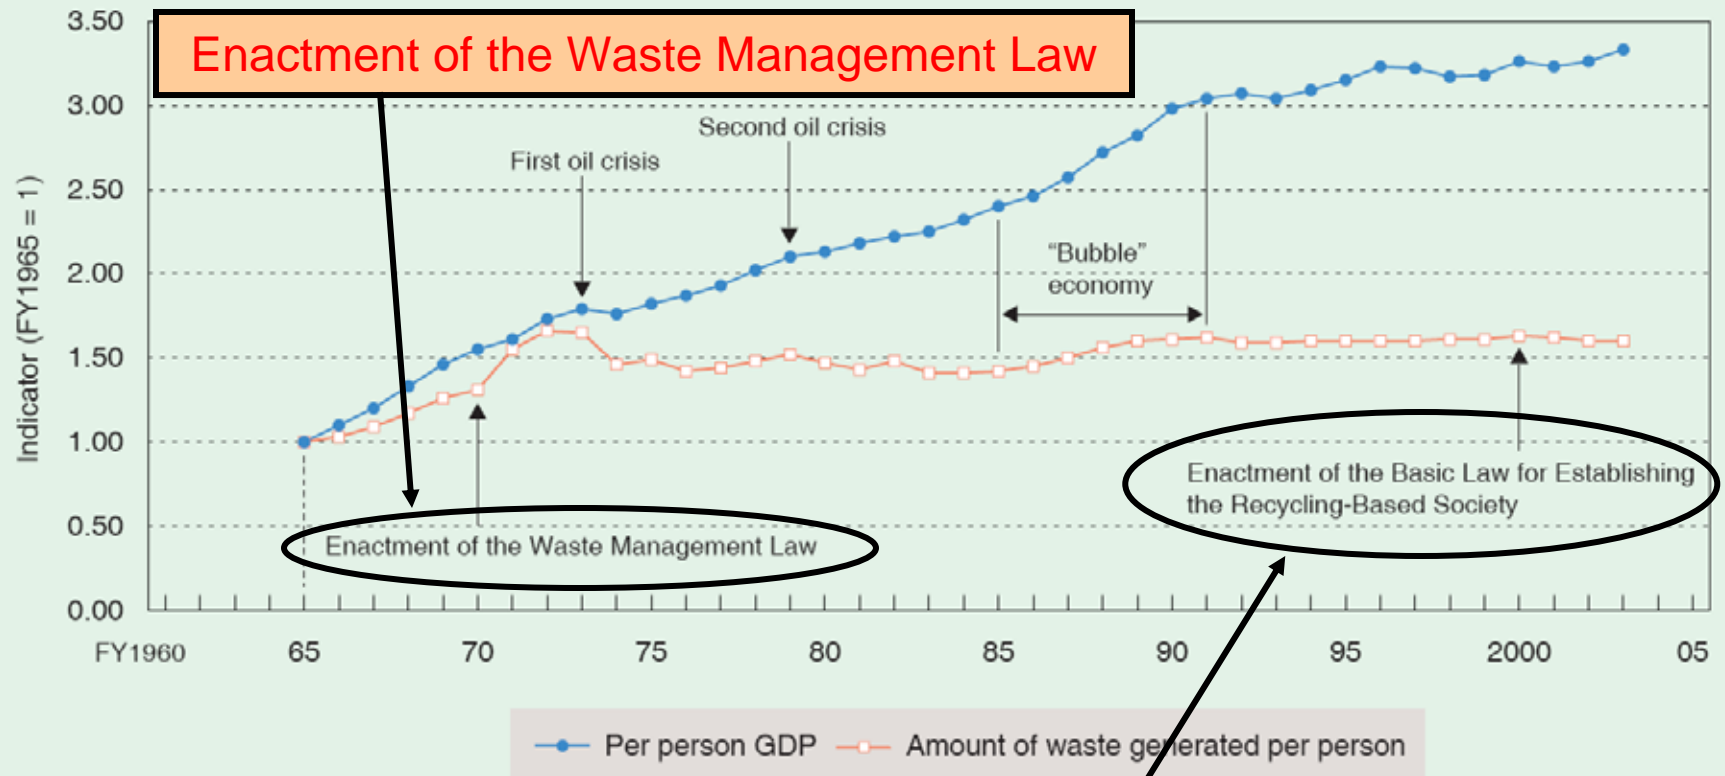 Enactment of the Waste Management Law
3.50
3.00
2.50
2.00
1.50
1.00
0.50
0.00
Indicator (FY1965 = 1)
First oil crisis
Second oil crisis
“Bubble”
economy
Enactment of the Waste Management Law
Enactment of the Basic Law for Establishing
the Recycling-Based Society
FY1960 65 70 75 80 85 90 95 2000 05
Per person GDP Amount of waste generated per person